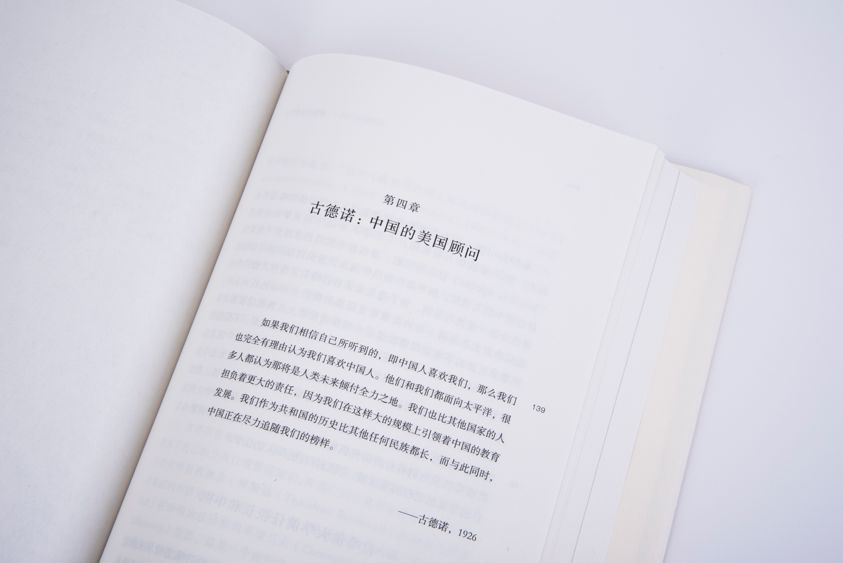 第四章
古德诺：中国的美国顾问
如果我们相信自己所听到的，即中国人喜欢我们，那么我们
也完全有理由认为我们喜欢中国人。他们和我们都面向太平洋，很
多人都认为那将是人类未来倾付全力之地。我们也比其他国家的人
担负着更大的责任，因为我们在这样大的规模上引领着中国的教育
发展。我们作为共和国的历史比其他任何民族都长，而与此同时，
中国正在尽力追随我们的榜样。
139
——古德诺，1926